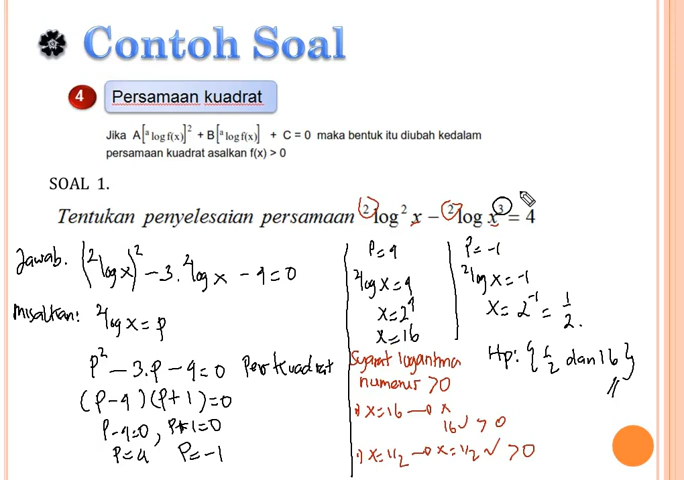 Contoh Soal
4 Persamaan kuadrat
Jika A[ᵃlog f(x)]² + B[ᵃlog f(x)] + C = 0 maka bentuk itu diubah kedalam
persamaan kuadrat asalkan f(x) > 0
SOAL 1.
Tentukan penyelesaian persamaan ²log² x − ²log x³ = 4
Jawab. (²log x)² − 3. ²log x − 4 = 0
Misalkan: ²log x = p
p² − 3.p − 4 = 0 Pers Kuadrat
(p − 4)(p + 1) = 0
p − 4 = 0, p + 1 = 0
p = 4 p = −1
p = 4
²log x = 4
x = 2⁴
x = 16
p = −1
²log x = −1
x = 2⁻¹ = 1/2.
Hp: {1/2 dan 16}
Syarat logaritma
numerus > 0
x = 16 → x
16 ✓ > 0
x = 1/2 → x = 1/2 ✓ > 0